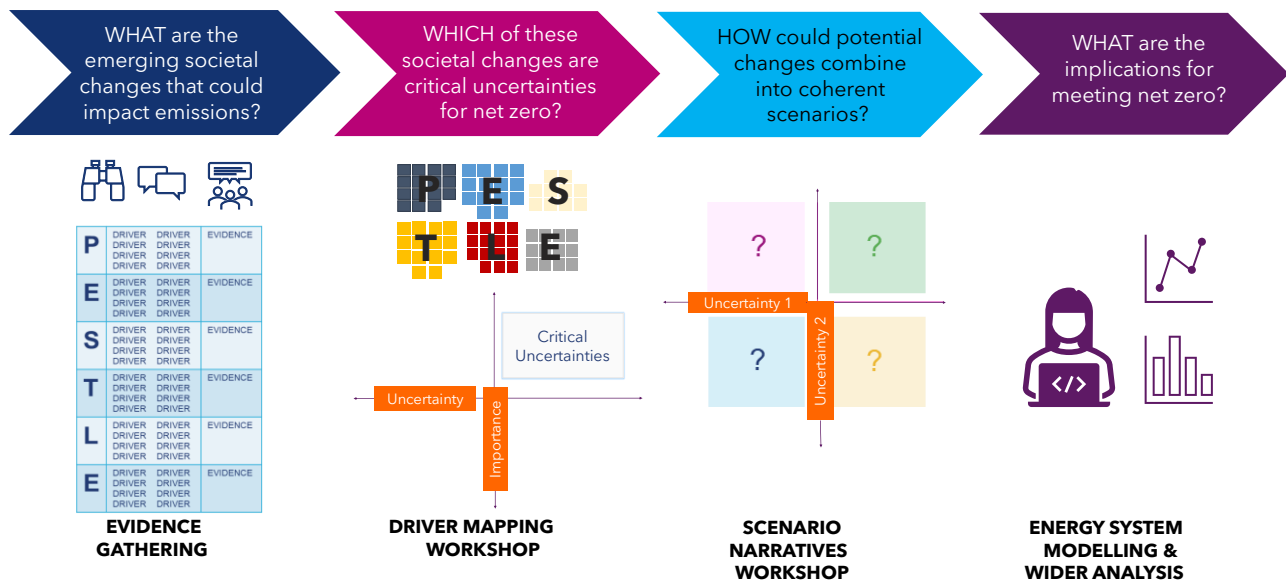 WHAT are the
emerging societal
changes that could
impact emissions?
WHICH of these
societal changes are
critical uncertainties
for net zero?
HOW could potential
changes combine
into coherent
scenarios?
WHAT are the
implications for
meeting net zero?
P
DRIVER DRIVER EVIDENCE
DRIVER DRIVER
DRIVER DRIVER
DRIVER DRIVER
E
DRIVER DRIVER EVIDENCE
DRIVER DRIVER
DRIVER DRIVER
DRIVER DRIVER
S
DRIVER DRIVER EVIDENCE
DRIVER DRIVER
DRIVER DRIVER
DRIVER DRIVER
T
DRIVER DRIVER EVIDENCE
DRIVER DRIVER
DRIVER DRIVER
DRIVER DRIVER
L
DRIVER DRIVER EVIDENCE
DRIVER DRIVER
DRIVER DRIVER
DRIVER DRIVER
E
DRIVER DRIVER EVIDENCE
DRIVER DRIVER
DRIVER DRIVER
DRIVER DRIVER
EVIDENCE
GATHERING
P E S
T L E
Critical
Uncertainties
Uncertainty
Importance
DRIVER MAPPING
WORKSHOP
? ?
Uncertainty 1
Uncertainty 2
? ?
SCENARIO
NARRATIVES
WORKSHOP
</>
ENERGY SYSTEM
MODELLING &
WIDER ANALYSIS